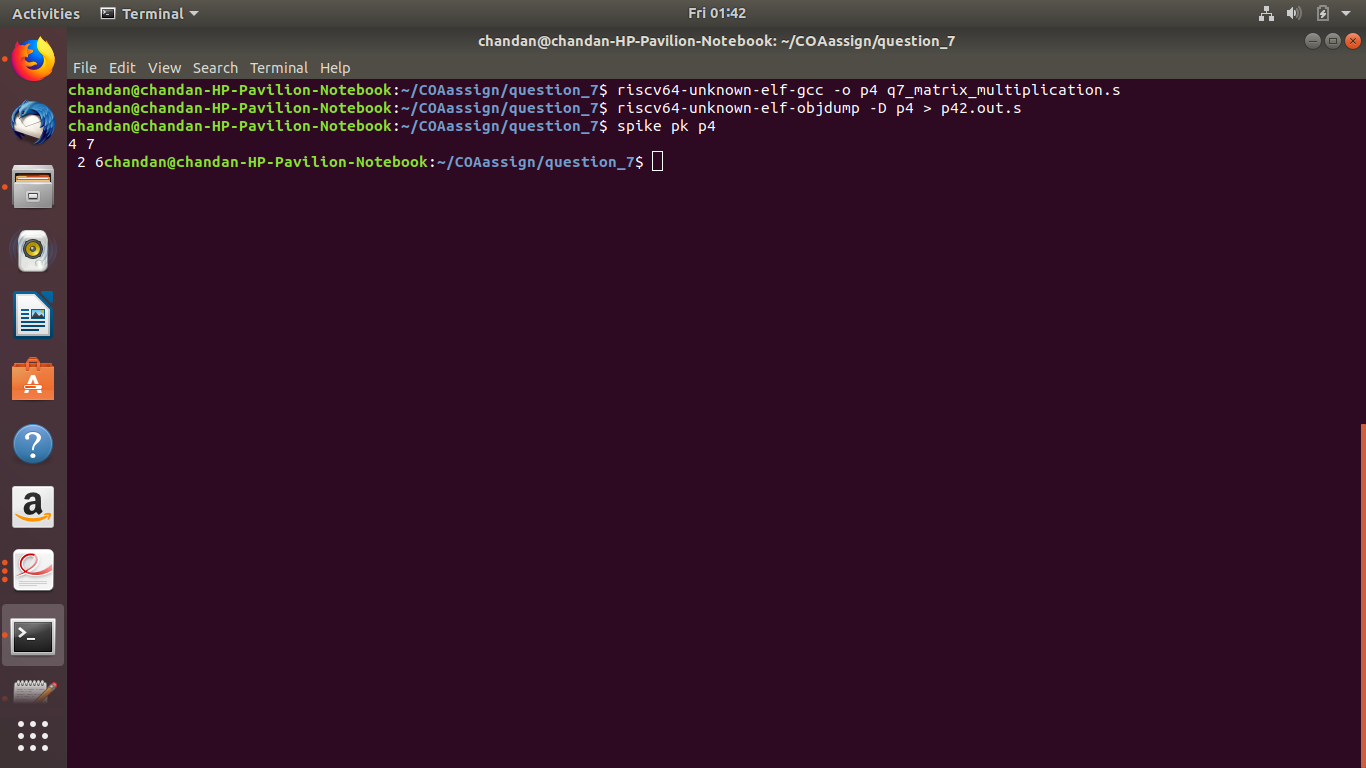 Activities Terminal Fri 01:42
chandan@chandan-HP-Pavilion-Notebook: ~/COAassign/question_7
File Edit View Search Terminal Help
chandan@chandan-HP-Pavilion-Notebook:~/COAassign/question_7$ riscv64-unknown-elf-gcc -o p4 q7_matrix_multiplication.s
chandan@chandan-HP-Pavilion-Notebook:~/COAassign/question_7$ riscv64-unknown-elf-objdump -D p4 > p42.out.s
chandan@chandan-HP-Pavilion-Notebook:~/COAassign/question_7$ spike pk p4
4 7
 2 6chandan@chandan-HP-Pavilion-Notebook:~/COAassign/question_7$